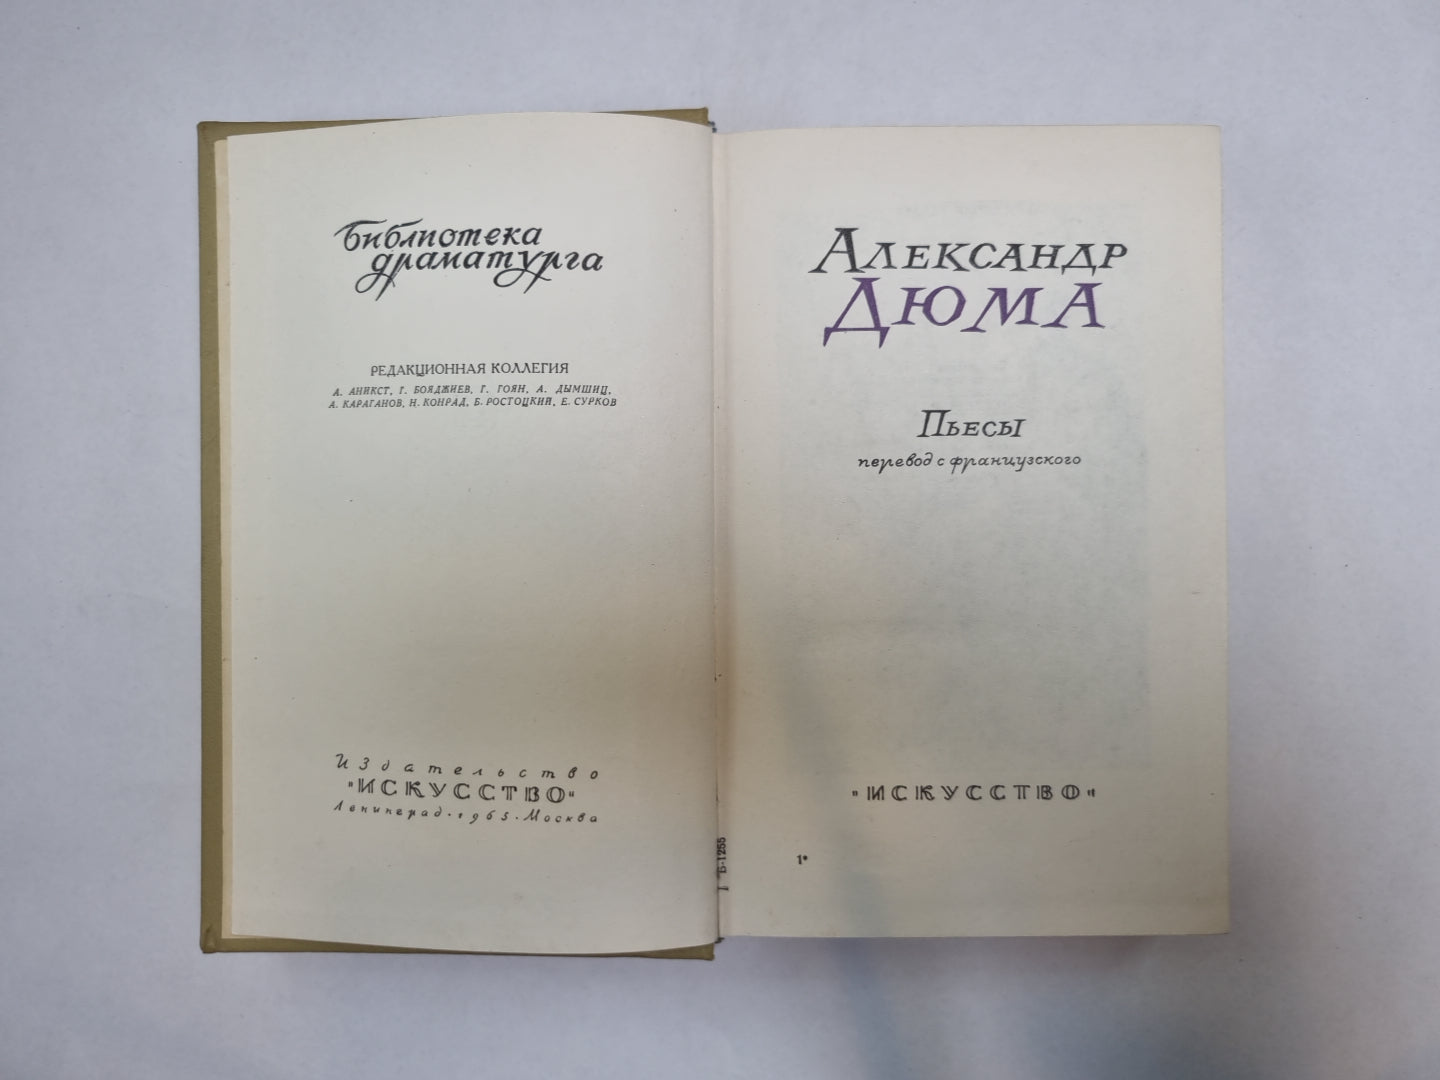 Библиотека
драматурга
РЕДАКЦИОННАЯ КОЛЛЕГИЯ
А. АНИКСТ, Г. БОЯДЖИЕВ, Г. ГОЯН, А. ДЫМШИЦ,
А. КАРАГАНОВ, Н. КОНРАД, Б. РОСТОЦКИЙ, Е. СУРКОВ
Издательство
"ИСКУССТВО"
Ленинград·1965·Москва
Б-1255
АЛЕКСАНДР
ДЮМА
ПЬЕСЫ
перевод с французского
"ИСКУССТВО"
1*